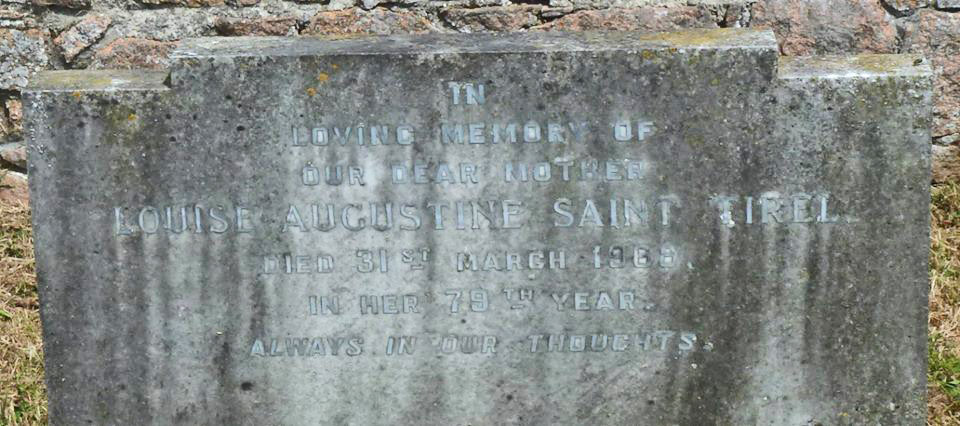 IN
LOVING MEMORY OF
OUR DEAR MOTHER
LOUISE AUGUSTINE SAINT TIREL.
DIED 31ST MARCH 1968.
IN HER 79TH YEAR.
ALWAYS IN OUR THOUGHTS.